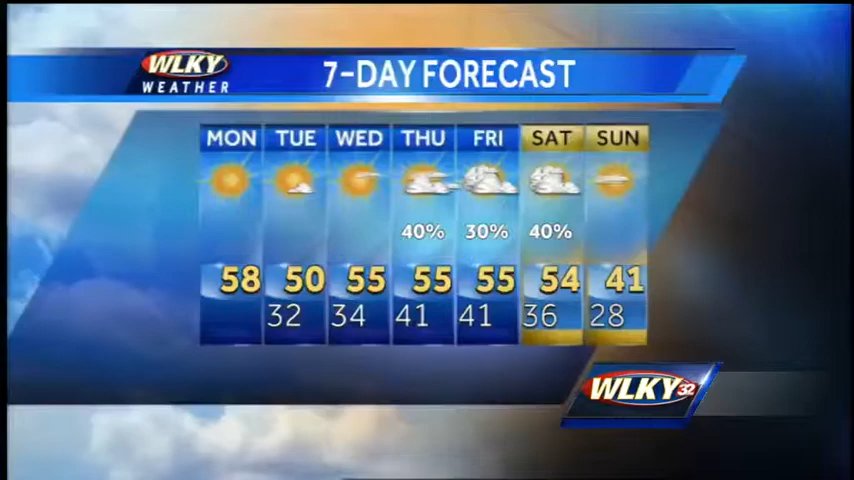 WLKY
WEATHER
7-DAY FORECAST
MON TUE WED THU FRI SAT SUN
40% 30% 40%
58 50 55 55 55 54 41
32 34 41 41 36 28
WLKY 32